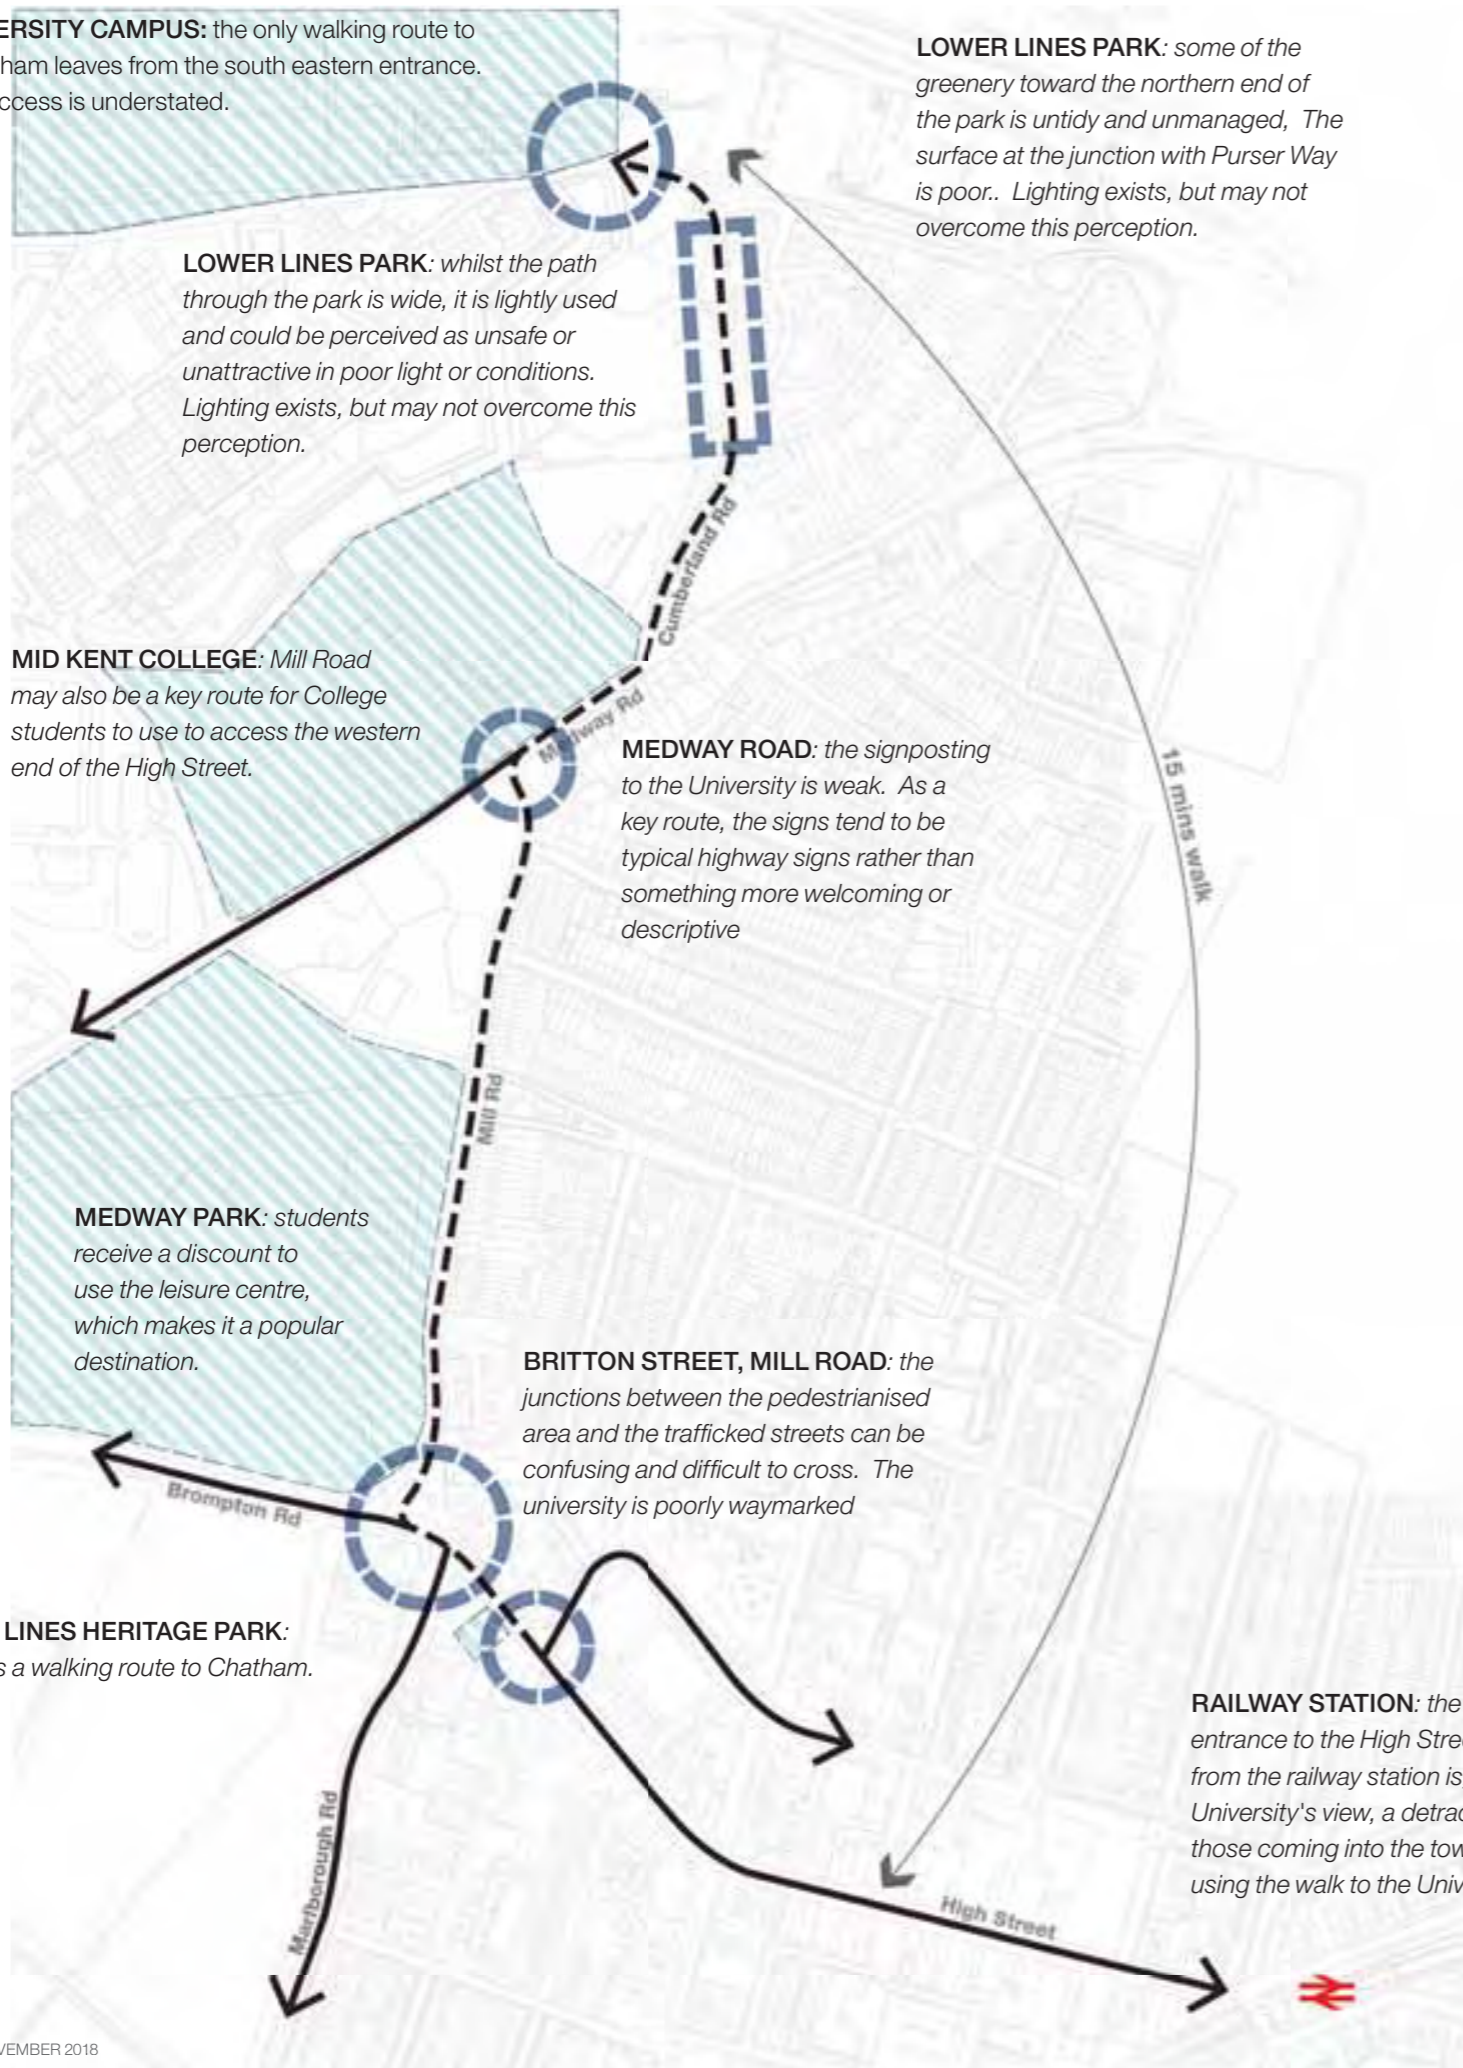 ERSITY CAMPUS: the only walking route to
ham leaves from the south eastern entrance.
ccess is understated.
LOWER LINES PARK: some of the
greenery toward the northern end of
the park is untidy and unmanaged, The
surface at the junction with Purser Way
is poor.. Lighting exists, but may not
overcome this perception.
LOWER LINES PARK: whilst the path
through the park is wide, it is lightly used
and could be perceived as unsafe or
unattractive in poor light or conditions.
Lighting exists, but may not overcome this
perception.
Cumberland Rd
MID KENT COLLEGE: Mill Road
may also be a key route for College
students to use to access the western
end of the High Street.
Medway Rd
MEDWAY ROAD: the signposting
to the University is weak. As a
key route, the signs tend to be
typical highway signs rather than
something more welcoming or
descriptive
15 mins walk
Mill Rd
MEDWAY PARK: students
receive a discount to
use the leisure centre,
which makes it a popular
destination.
BRITTON STREET, MILL ROAD: the
junctions between the pedestrianised
area and the trafficked streets can be
confusing and difficult to cross. The
university is poorly waymarked
Brompton Rd
LINES HERITAGE PARK:
s a walking route to Chatham.
Marlborough Rd
RAILWAY STATION: the
entrance to the High Stre
from the railway station is
University's view, a detrac
those coming into the tow
using the walk to the Univ
High Street
VEMBER 2018